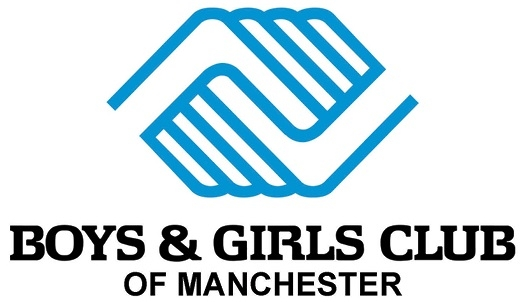 BOYS & GIRLS CLUB
OF MANCHESTER